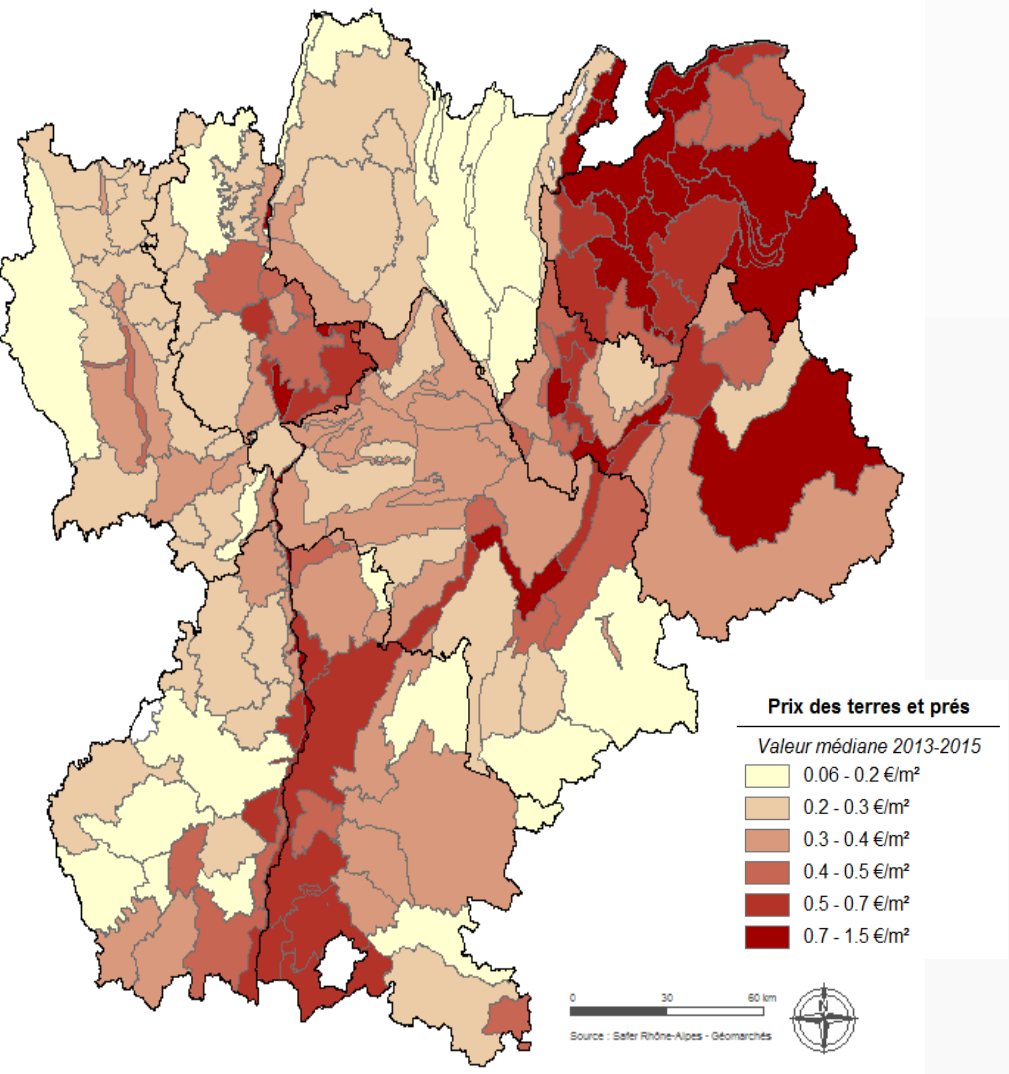 Prix des terres et prés
Valeur médiane 2013-2015
0.06 - 0.2 €/m²
0.2 - 0.3 €/m²
0.3 - 0.4 €/m²
0.4 - 0.5 €/m²
0.5 - 0.7 €/m²
0.7 - 1.5 €/m²
0 30 60 km
N
Source : Safer Rhône-Alpes - Géomarchés